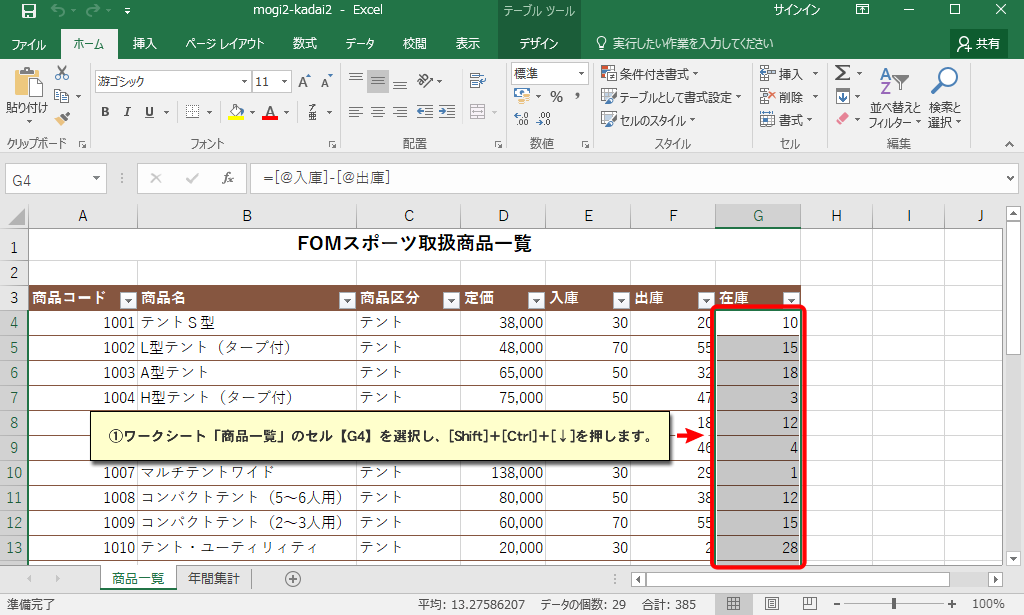 mogi2-kadai2 - Excel テーブル ツール サインイン
ファイル ホーム 挿入 ページ レイアウト 数式 データ 校閲 表示 デザイン 実行したい作業を入力してください 共有
貼り付け 游ゴシック 11 A A 標準 条件付き書式 挿入 Σ 並べ替えと フィルター 検索と 選択
B I U A % , テーブルとして書式設定 削除
セルのスタイル 書式
クリップボード フォント 配置 数値 スタイル セル 編集
G4 fx =[@入庫]-[@出庫]
A B C D E F G H I J
1 FOMスポーツ取扱商品一覧
2
3 商品コード 商品名 商品区分 定価 入庫 出庫 在庫
4 1001 テントＳ型 テント 38,000 30 20 10
5 1002 L型テント（タープ付） テント 48,000 70 55 15
6 1003 A型テント テント 65,000 50 32 18
7 1004 H型テント（タープ付） テント 75,000 50 47 3
8 18 12
①ワークシート「商品一覧」のセル【G4】を選択し、[Shift]+[Ctrl]+[↓]を押します。
9 46 4
10 1007 マルチテントワイド テント 138,000 30 29 1
11 1008 コンパクトテント（5～6人用） テント 80,000 50 38 12
12 1009 コンパクトテント（2～3人用） テント 60,000 70 55 15
13 1010 テント・ユーティリィティ テント 20,000 30 2 28
商品一覧 年間集計
準備完了 平均: 13.27586207 データの個数: 29 合計: 385 100%